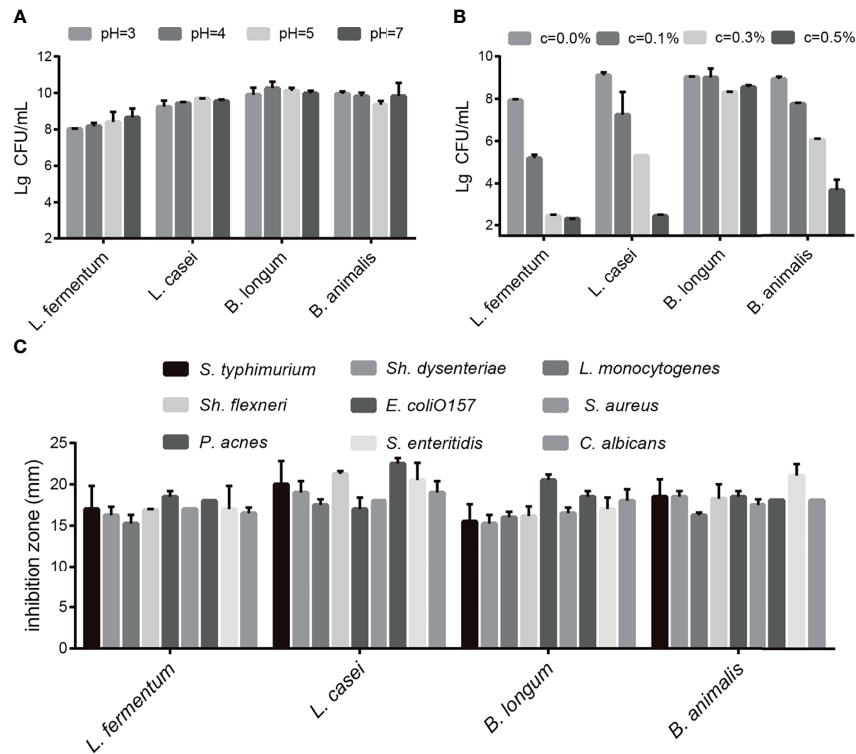 A
pH=3 pH=4 pH=5 pH=7
12
10
8
6
4
2
Lg CFU/mL
L. fermentum
L. casei
B. longum
B. animalis
B
c=0.0% c=0.1% c=0.3% c=0.5%
10
8
6
4
2
Lg CFU/mL
L. fermentum
L. casei
B. longum
B. animalis
C
S. typhimurium Sh. dysenteriae L. monocytogenes
Sh. flexneri E. coliO157 S. aureus
P. acnes S. enteritidis C. albicans
25
20
15
10
5
0
inhibition zone (mm)
L. fermentum
L. casei
B. longum
B. animalis